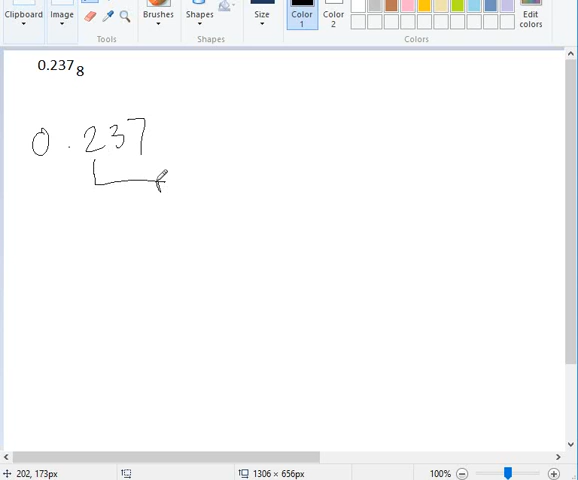 Clipboard
Image
Tools
Brushes
Shapes
Shapes
Size
Color 1
Color 2
Edit colors
Colors
0.237₈
0.237
202, 173px
1306 × 656px
100%